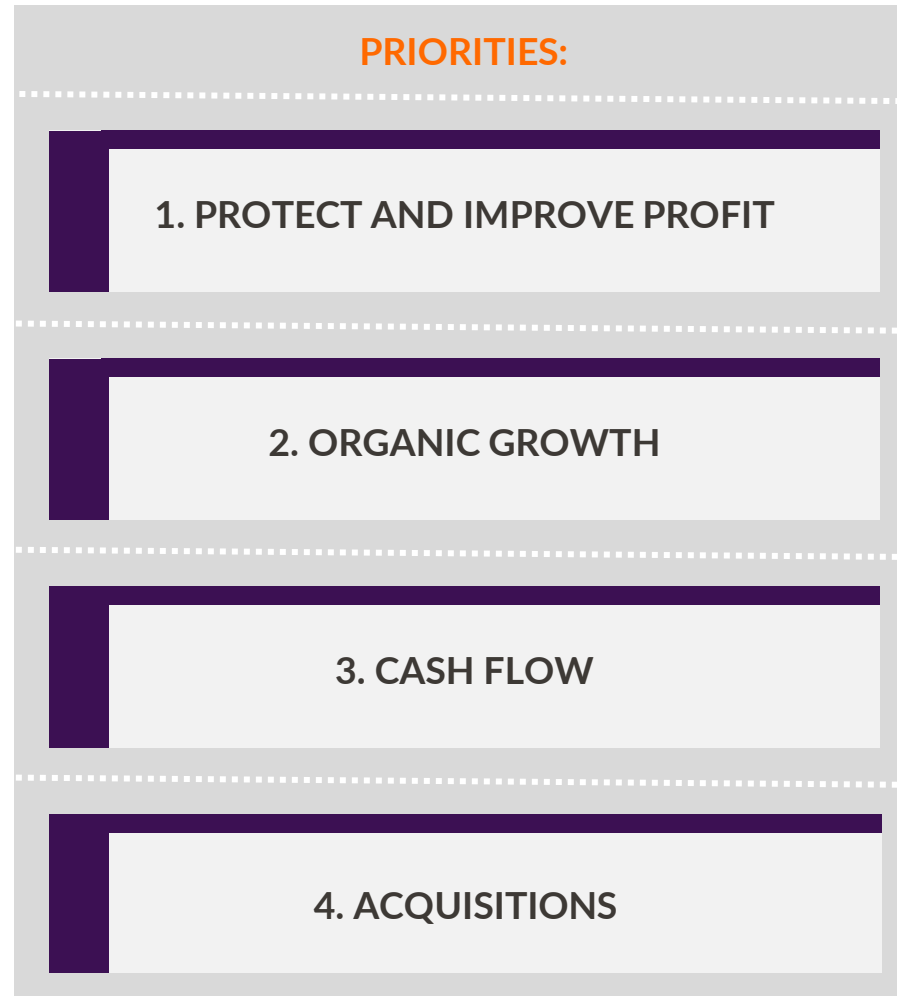 PRIORITIES:
1. PROTECT AND IMPROVE PROFIT
2. ORGANIC GROWTH
3. CASH FLOW
4. ACQUISITIONS